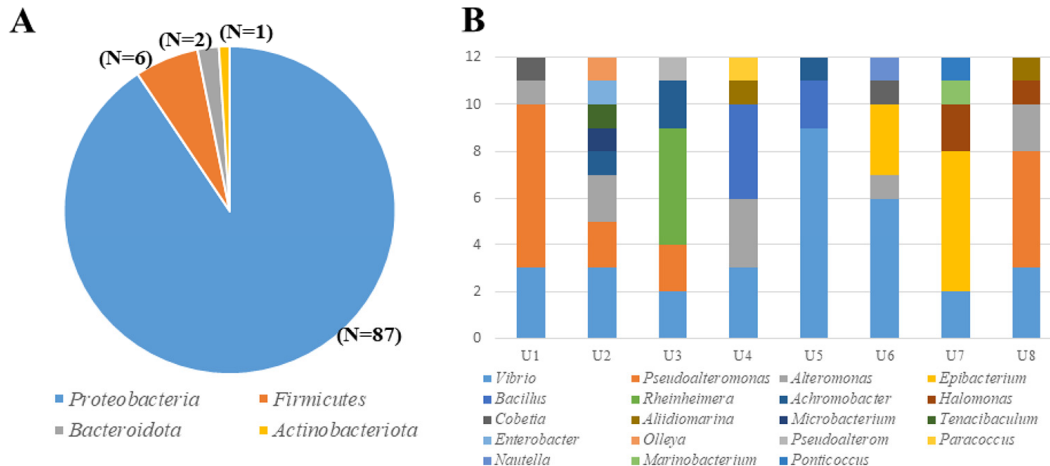 A
(N=6)
(N=2)
(N=1)
(N=87)
Proteobacteria Firmicutes
Bacteroidota Actinobacteriota
B
12
10
8
6
4
2
0
U1 U2 U3 U4 U5 U6 U7 U8
Vibrio Pseudoalteromonas Alteromonas Epibacterium
Bacillus Rheinheimera Achromobacter Halomonas
Cobetia Aliidiomarina Microbacterium Tenacibaculum
Enterobacter Olleya Pseudoalterom Paracoccus
Nautella Marinobacterium Ponticoccus